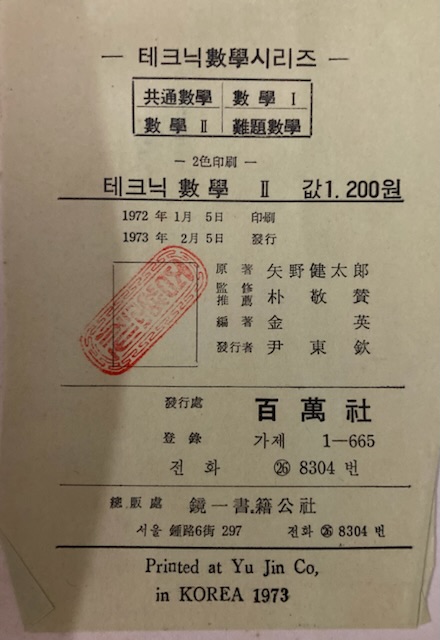 — 테크닉數學시리즈 —
共通數學 數學 I
數學 II 難題數學
— 2色印刷 —
테크닉 數學 II 값1.200원
1972 年 1月 5日 印刷
1973 年 2月 5日 發行
原著 矢野健太郎
監修
推薦 朴敬贊
編著 金英
發行者 尹東欽
發行處 百萬社
登錄 가제 1—665
전화 ㉖ 8304 번
總販處 鏡一書籍公社
서울 鍾路6街 297 전화 ㉖ 8304 번
Printed at Yu Jin Co,
in KOREA 1973